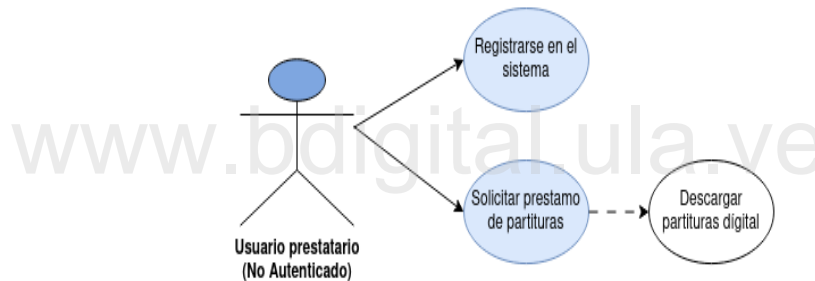 Registrarse en el
sistema
www.bdigital.ula.ve
Solicitar prestamo
de partituras
Descargar
partituras digital
Usuario prestatario
(No Autenticado)